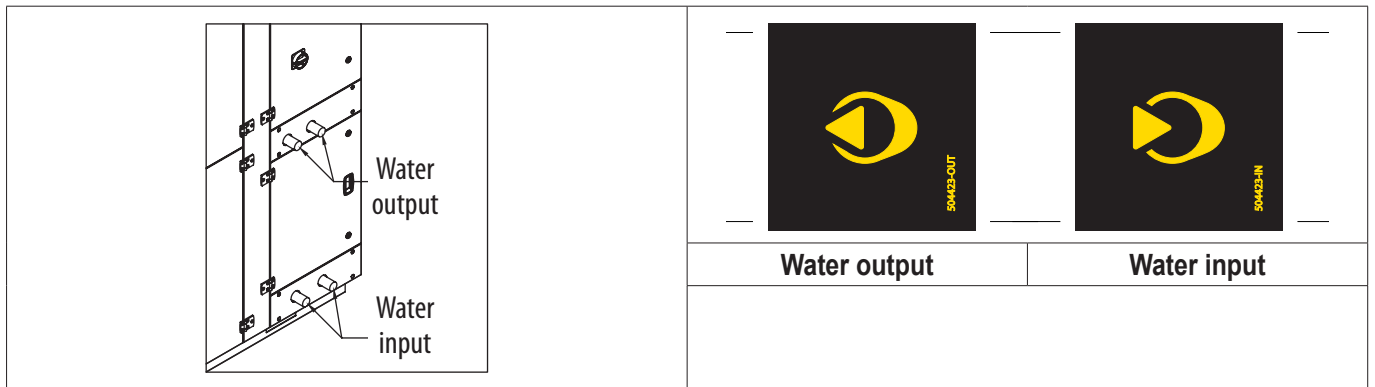 Water
output
Water
input
504423-OUT
504423-IN
Water output
Water input